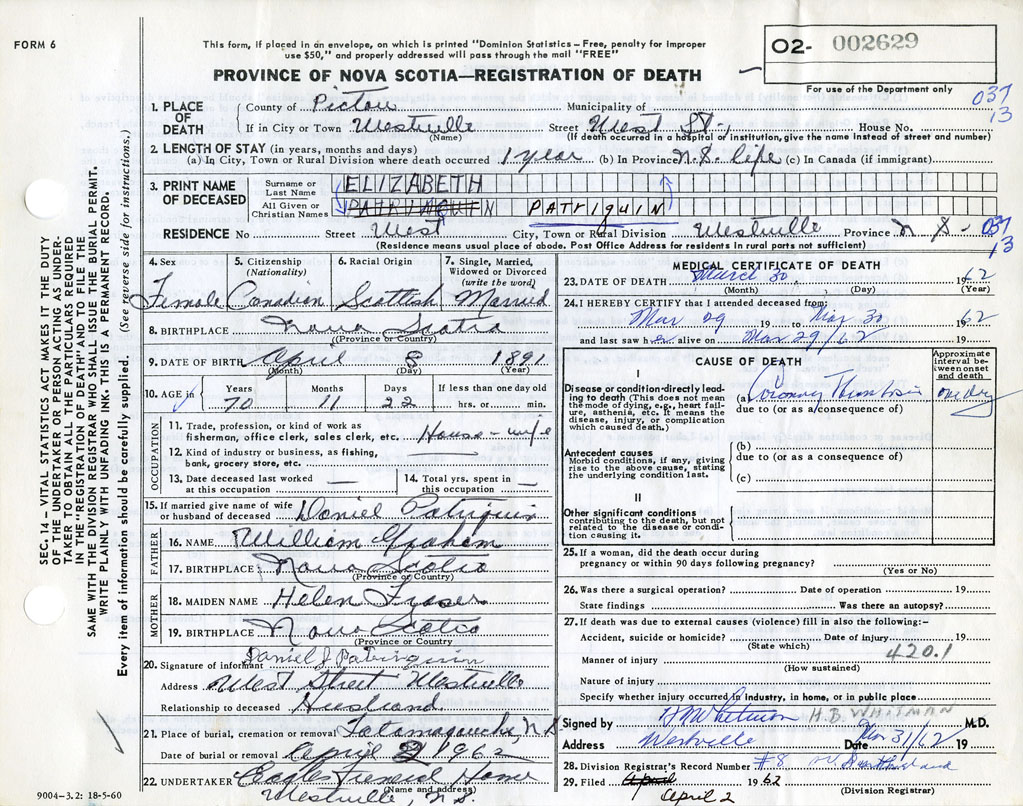 FORM 6
This form, if placed in an envelope, on which is printed "Dominion Statistics – Free, penalty for improper
use $50," and properly addressed will pass through the mail "FREE"
O2- 002629
PROVINCE OF NOVA SCOTIA—REGISTRATION OF DEATH
For use of the Department only
037
13
1. PLACE OF DEATH
County of Pictou Municipality of
If in City or Town Westville Street West St., House No.
(Name) (If death occurred in a hospital or institution, give the name instead of street and number)
2. LENGTH OF STAY (in years, months and days)
(a) In City, Town or Rural Division where death occurred 1 year (b) In Province N.S. life (c) In Canada (if immigrant)
3. PRINT NAME OF DECEASED
Surname or Last Name ELIZABETH
All Given or Christian Names PATRIQUIN
RESIDENCE No Street West City, Town or Rural Division Westville Province N S - 037
13
(Residence means usual place of abode. Post Office Address for residents in rural parts not sufficient)
4. Sex
Female
5. Citizenship (Nationality)
Canadian
6. Racial Origin
Scottish
7. Single, Married, Widowed or Divorced (write the word)
Married
8. BIRTHPLACE Nova Scotia
(Province or Country)
9. DATE OF BIRTH April 8 1891
(Month) (Day) (Year)
10. AGE in
Years Months Days If less than one day old
70 11 22 hrs. or min.
OCCUPATION
11. Trade, profession, or kind of work as
fisherman, office clerk, sales clerk, etc. House-wife
12. Kind of industry or business, as fishing,
bank, grocery store, etc.
13. Date deceased last worked
at this occupation —
14. Total yrs. spent in
this occupation —
15. If married give name of wife
or husband of deceased Daniel Patriquin
FATHER
16. NAME William Graham
17. BIRTHPLACE Nova Scotia
(Province or Country)
MOTHER
18. MAIDEN NAME Helen Fraser
19. BIRTHPLACE Nova Scotia
(Province or Country
20. Signature of informant Daniel J Patriquin
Address West Street Westville
Relationship to deceased Husband
21. Place of burial, cremation or removal Tatamagouche, N.S.
Date of burial or removal April 2 1962
22. UNDERTAKER Eagles Funeral Home
(Name and address)
Westville, N.S.
MEDICAL CERTIFICATE OF DEATH
23. DATE OF DEATH March 30, 1962
(Month) (Day) (Year)
24. I HEREBY CERTIFY that I attended deceased from:
Mar 29 19 to Mar 30 1962
and last saw her alive on Mar 29/62 19
CAUSE OF DEATH
Approximate interval between onset and death
I
Disease or condition directly leading to death (This does not mean the mode of dying, e.g., heart failure, asthenia, etc. It means the disease, injury, or complication which caused death.)
(a) Coronary Thrombosis one day
due to (or as a consequence of)
Antecedent causes
Morbid conditions, if any, giving rise to the above cause, stating the underlying condition last.
(b)
due to (or as a consequence of)
(c)
II
Other significant conditions
contributing to the death, but not related to the disease or condition causing it.
25. If a woman, did the death occur during
pregnancy or within 90 days following pregnancy?
(Yes or No)
26. Was there a surgical operation? Date of operation 19
State findings Was there an autopsy?
27. If death was due to external causes (violence) fill in also the following:-
Accident, suicide or homicide? Date of injury 19
(State which)
420.1
Manner of injury
(How sustained)
Nature of injury
Specify whether injury occurred in industry, in home, or in public place
Signed by HB Whitman H.B. WHITMAN M.D.
Address Westville Date Mar 31/62 19
28. Division Registrar's Record Number #8
29. Filed April 1962
April 2
(Division Registrar)
SEC. 14 – VITAL STATISTICS ACT MAKES IT THE DUTY
OF THE UNDERTAKER OR PERSON ACTING AS UNDER-
TAKER TO OBTAIN ALL THE PARTICULARS REQUIRED
IN THE "REGISTRATION OF DEATH" AND TO FILE THE
SAME WITH THE DIVISION REGISTRAR WHO SHALL ISSUE THE BURIAL PERMIT.
WRITE PLAINLY WITH UNFADING INK. THIS IS A PERMANENT RECORD.
Every item of information should be carefully supplied. (See reverse side for instructions.)
9004-3.2: 18-5-60